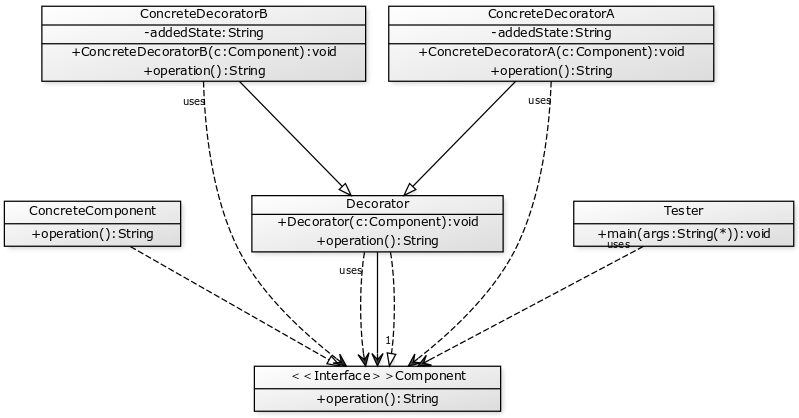 ConcreteDecoratorB
-addedState:String
+ConcreteDecoratorB(c:Component):void
+operation():String
ConcreteDecoratorA
-addedState:String
+ConcreteDecoratorA(c:Component):void
+operation():String
uses
uses
ConcreteComponent
+operation():String
Decorator
+Decorator(c:Component):void
+operation():String
Tester
+main(args:String(*)):void
uses
uses
1
<<Interface>>Component
+operation():String